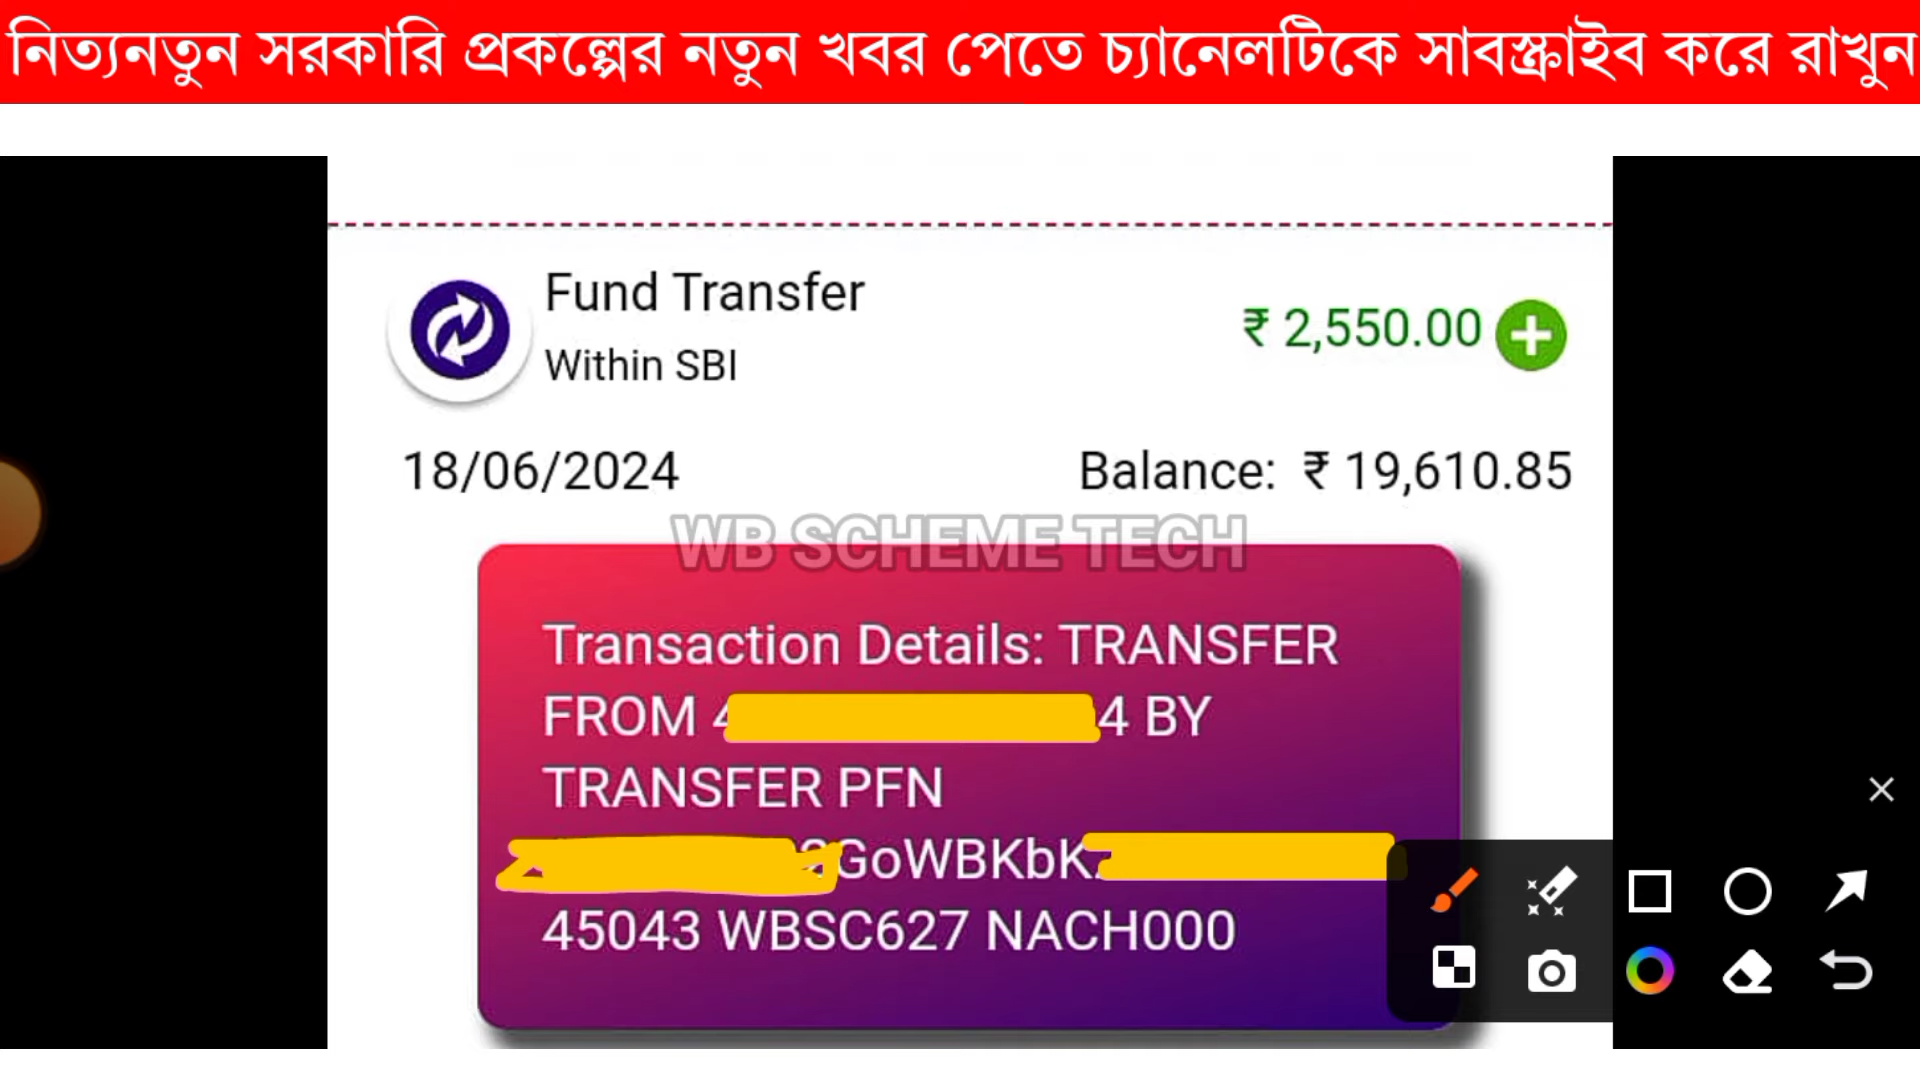 নিত্যনতুন সরকারি প্রকল্পের নতুন খবর পেতে চ্যানেলটিকে সাবস্ক্রাইব করে রাখুন
Fund Transfer
₹ 2,550.00
Within SBI
18/06/2024
Balance: ₹ 19,610.85
WB SCHEME TECH
Transaction Details: TRANSFER
FROM 4 4 BY
TRANSFER PFN
GoWBKbK
45043 WBSC627 NACH000